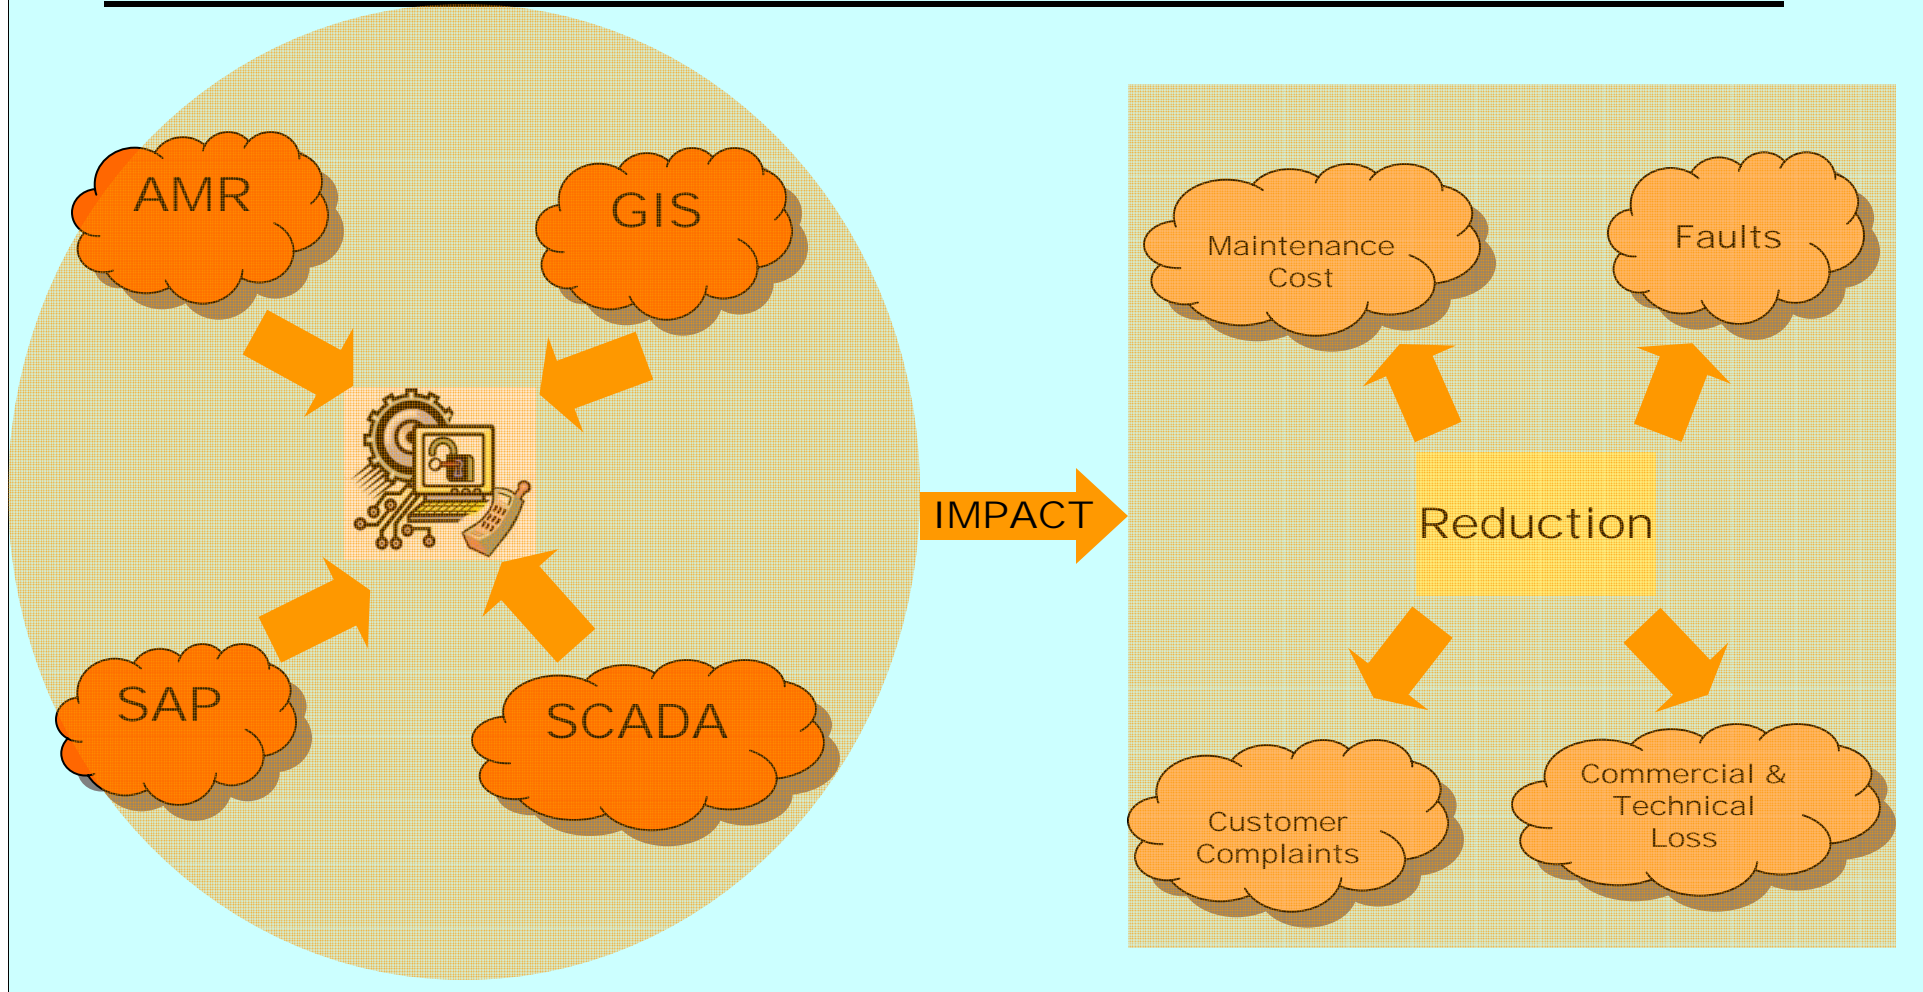 AMR
GIS
SAP
SCADA
IMPACT
Maintenance
Cost
Faults
Reduction
Customer
Complaints
Commercial &
Technical
Loss